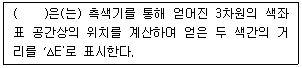 (    )은(는) 측색기를 통해 얻어진 3차원의 색좌
표 공간상의 위치를 계산하여 얻은 두 색간의 거
리를 'ΔE'로 표시한다.